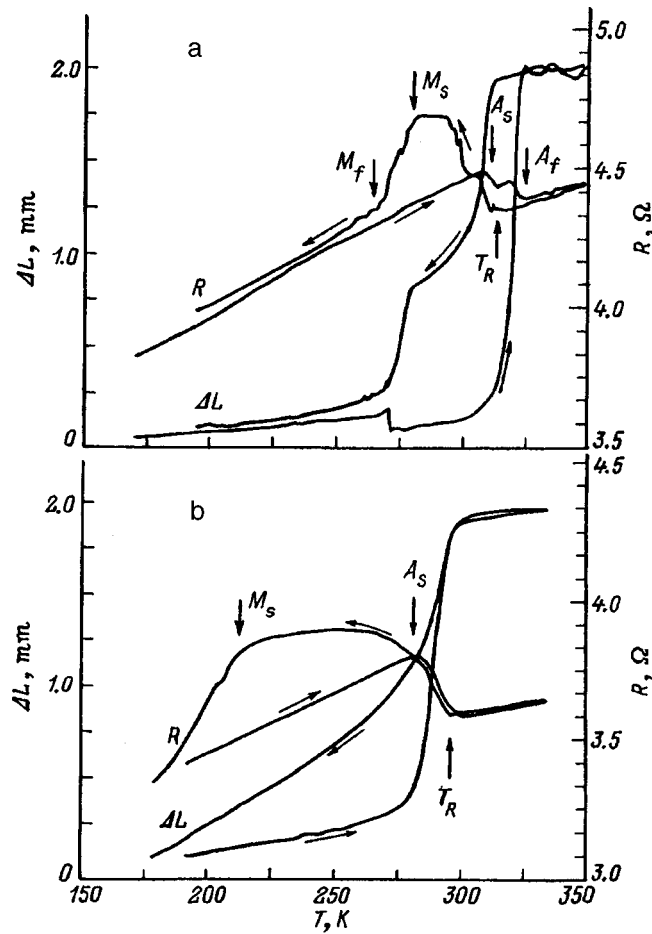 a
5.0
2.0
M_s
A_s
M_f
4.5
A_f
ΔL, mm
R, Ω
T_R
1.0
R
4.0
ΔL
0
3.5
b
4.5
2.0
A_s
M_s
4.0
ΔL, mm
R, Ω
1.0
R
3.5
T_R
ΔL
0
3.0
150 200 250 300 350
T, K